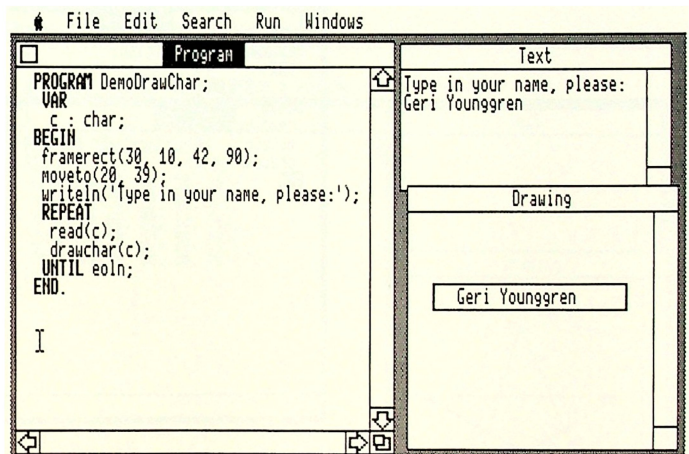 File Edit Search Run Windows
Program
PROGRAM DemoDrawChar;
VAR
c : char;
BEGIN
framerect(30, 10, 42, 90);
moveto(20, 39);
writeln('Type in your name, please:');
REPEAT
read(c);
drawchar(c);
UNTIL eoln;
END.
Text
Type in your name, please:
Geri Younggren
Drawing
Geri Younggren